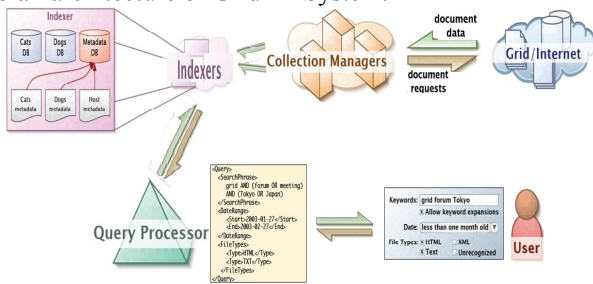 Indexer
Cats
DB
Dogs
DB
Metadata
DB
Cats
metadata
Dogs
metadata
Host
metadata
Indexers
Collection Managers
document
data
document
requests
Grid/Internet
Query Processor
<Query>
<SearchPhrase>
grid AND (forum OR meeting)
AND (Tokyo OR Japan)
</SearchPhrase>
<DateRange>
<Start>2003-01-27</Start>
<End>2003-02-27</End>
</DateRange>
<FileTypes>
<Type>HTML</Type>
<Type>TXT</Type>
</FileTypes>
</Query>
Keywords: grid forum Tokyo
x Allow keyword expansions
Date: less than one month old
File Types: x HTML XML
x Text Unrecognized
User